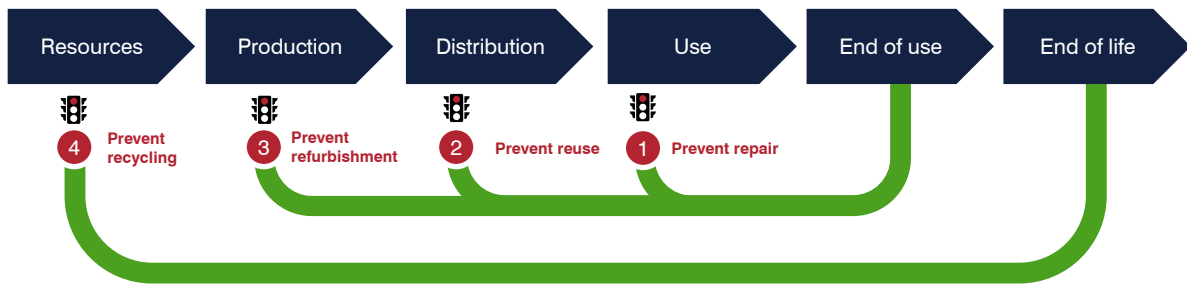 Resources
Production
Distribution
Use
End of use
End of life
4
Prevent
recycling
3
Prevent
refurbishment
2
Prevent reuse
1
Prevent repair